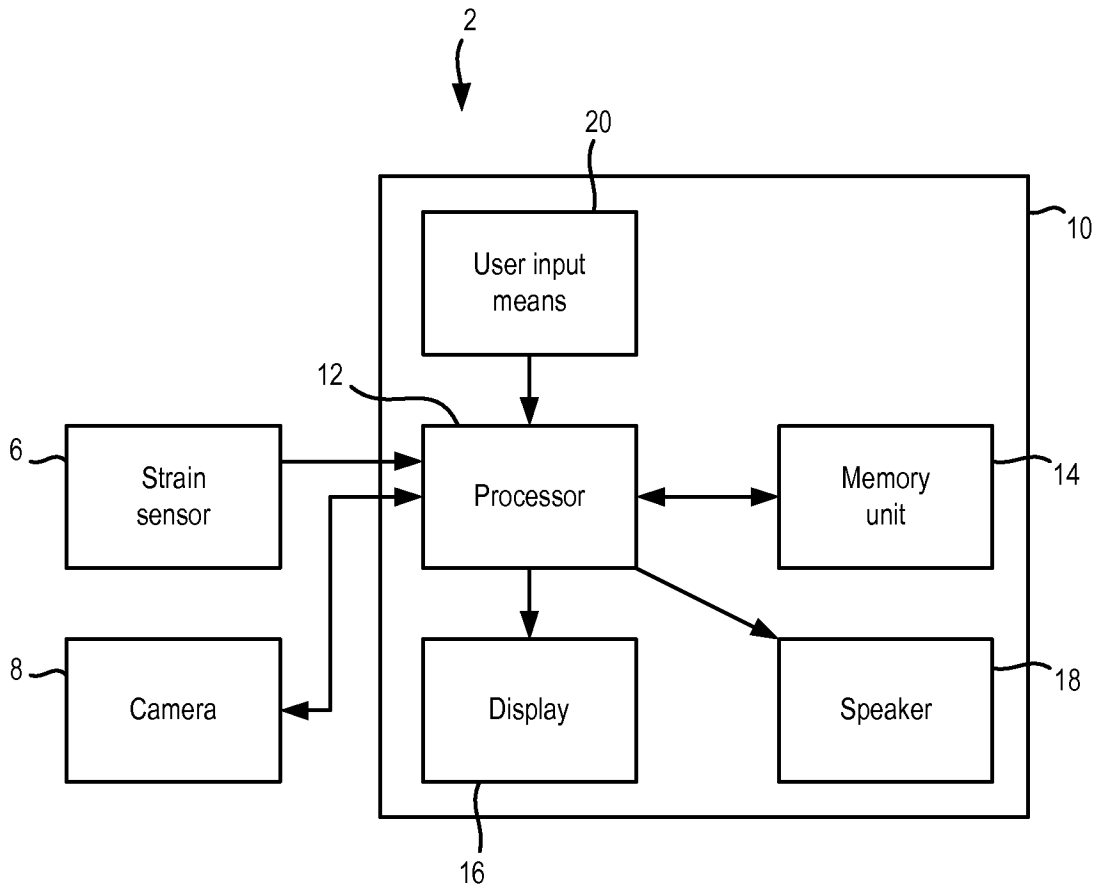 2
20
10
User input
means
12
6
Strain
sensor
Processor
Memory
unit
14
8
Camera
Display
Speaker
18
16